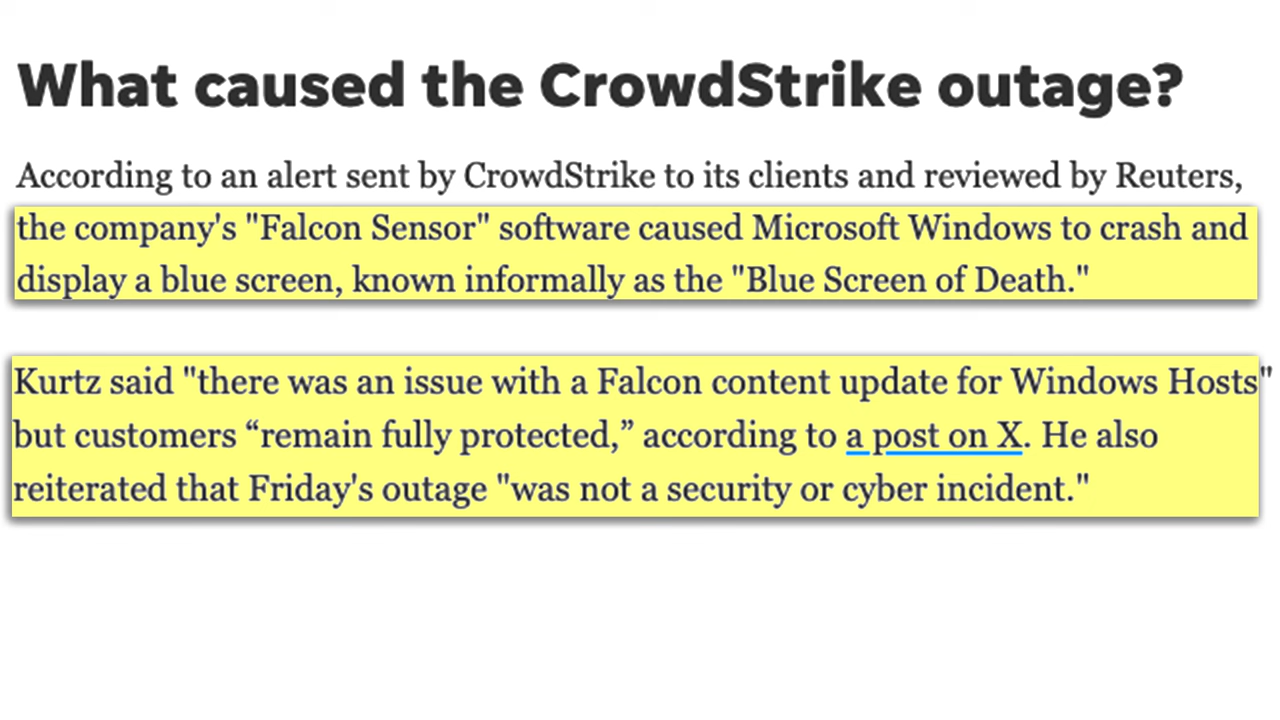 What caused the CrowdStrike outage?
According to an alert sent by CrowdStrike to its clients and reviewed by Reuters,
the company's "Falcon Sensor" software caused Microsoft Windows to crash and
display a blue screen, known informally as the "Blue Screen of Death."
Kurtz said "there was an issue with a Falcon content update for Windows Hosts"
but customers “remain fully protected,” according to a post on X. He also
reiterated that Friday's outage "was not a security or cyber incident."